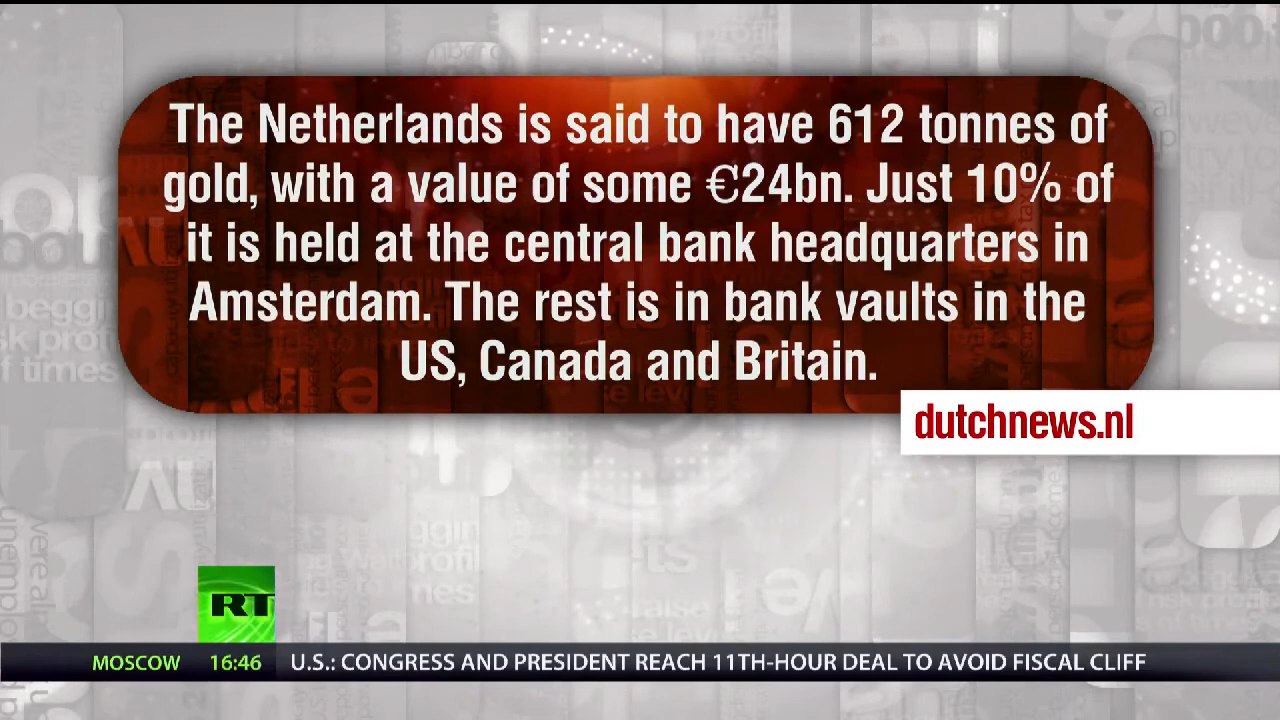 The Netherlands is said to have 612 tonnes of
gold, with a value of some €24bn. Just 10% of
it is held at the central bank headquarters in
Amsterdam. The rest is in bank vaults in the
US, Canada and Britain.
dutchnews.nl
RT
MOSCOW 16:46 U.S.: CONGRESS AND PRESIDENT REACH 11TH-HOUR DEAL TO AVOID FISCAL CLIFF